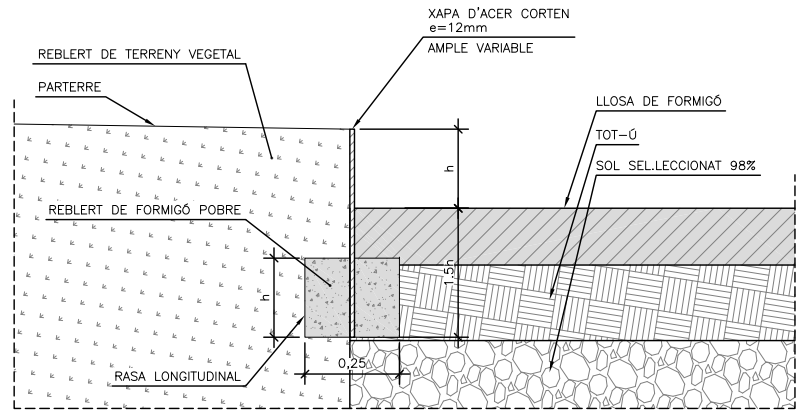 XAPA D'ACER CORTEN
e=12mm
AMPLE VARIABLE
REBLERT DE TERRENY VEGETAL
PARTERRE
LLOSA DE FORMIGÓ
TOT-Ú
SOL SEL.LECCIONAT 98%
h
REBLERT DE FORMIGÓ POBRE
1,5h
h
0,25
RASA LONGITUDINAL